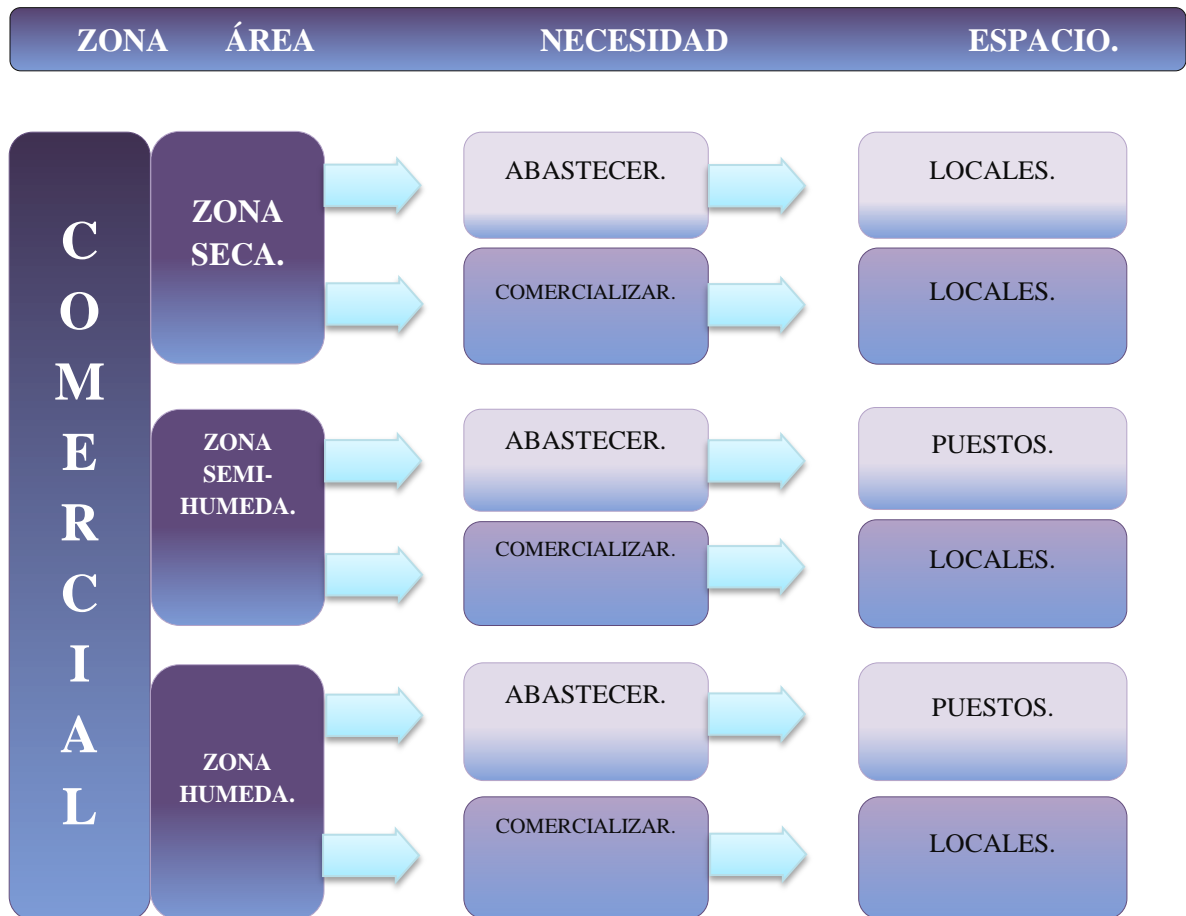 ZONA ÁREA NECESIDAD ESPACIO.
C
O
M
E
R
C
I
A
L
ZONA
SECA.
ABASTECER.
LOCALES.
COMERCIALIZAR.
LOCALES.
ZONA
SEMI-
HUMEDA.
ABASTECER.
PUESTOS.
COMERCIALIZAR.
LOCALES.
ZONA
HUMEDA.
ABASTECER.
PUESTOS.
COMERCIALIZAR.
LOCALES.